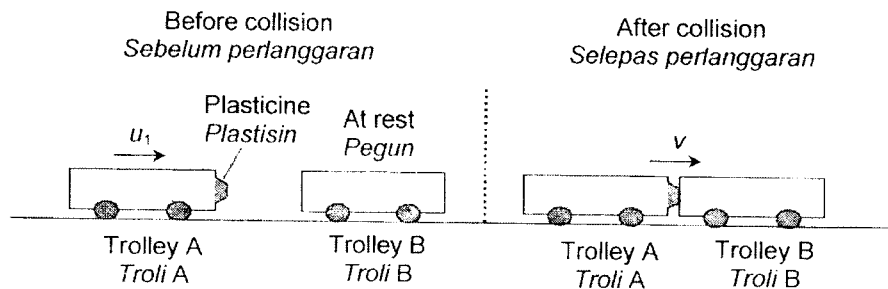 Before collision
Sebelum perlanggaran
After collision
Selepas perlanggaran
Plasticine
Plastisin
u₁
At rest
Pegun
v
Trolley A
Troli A
Trolley B
Troli B
Trolley A
Troli A
Trolley B
Troli B